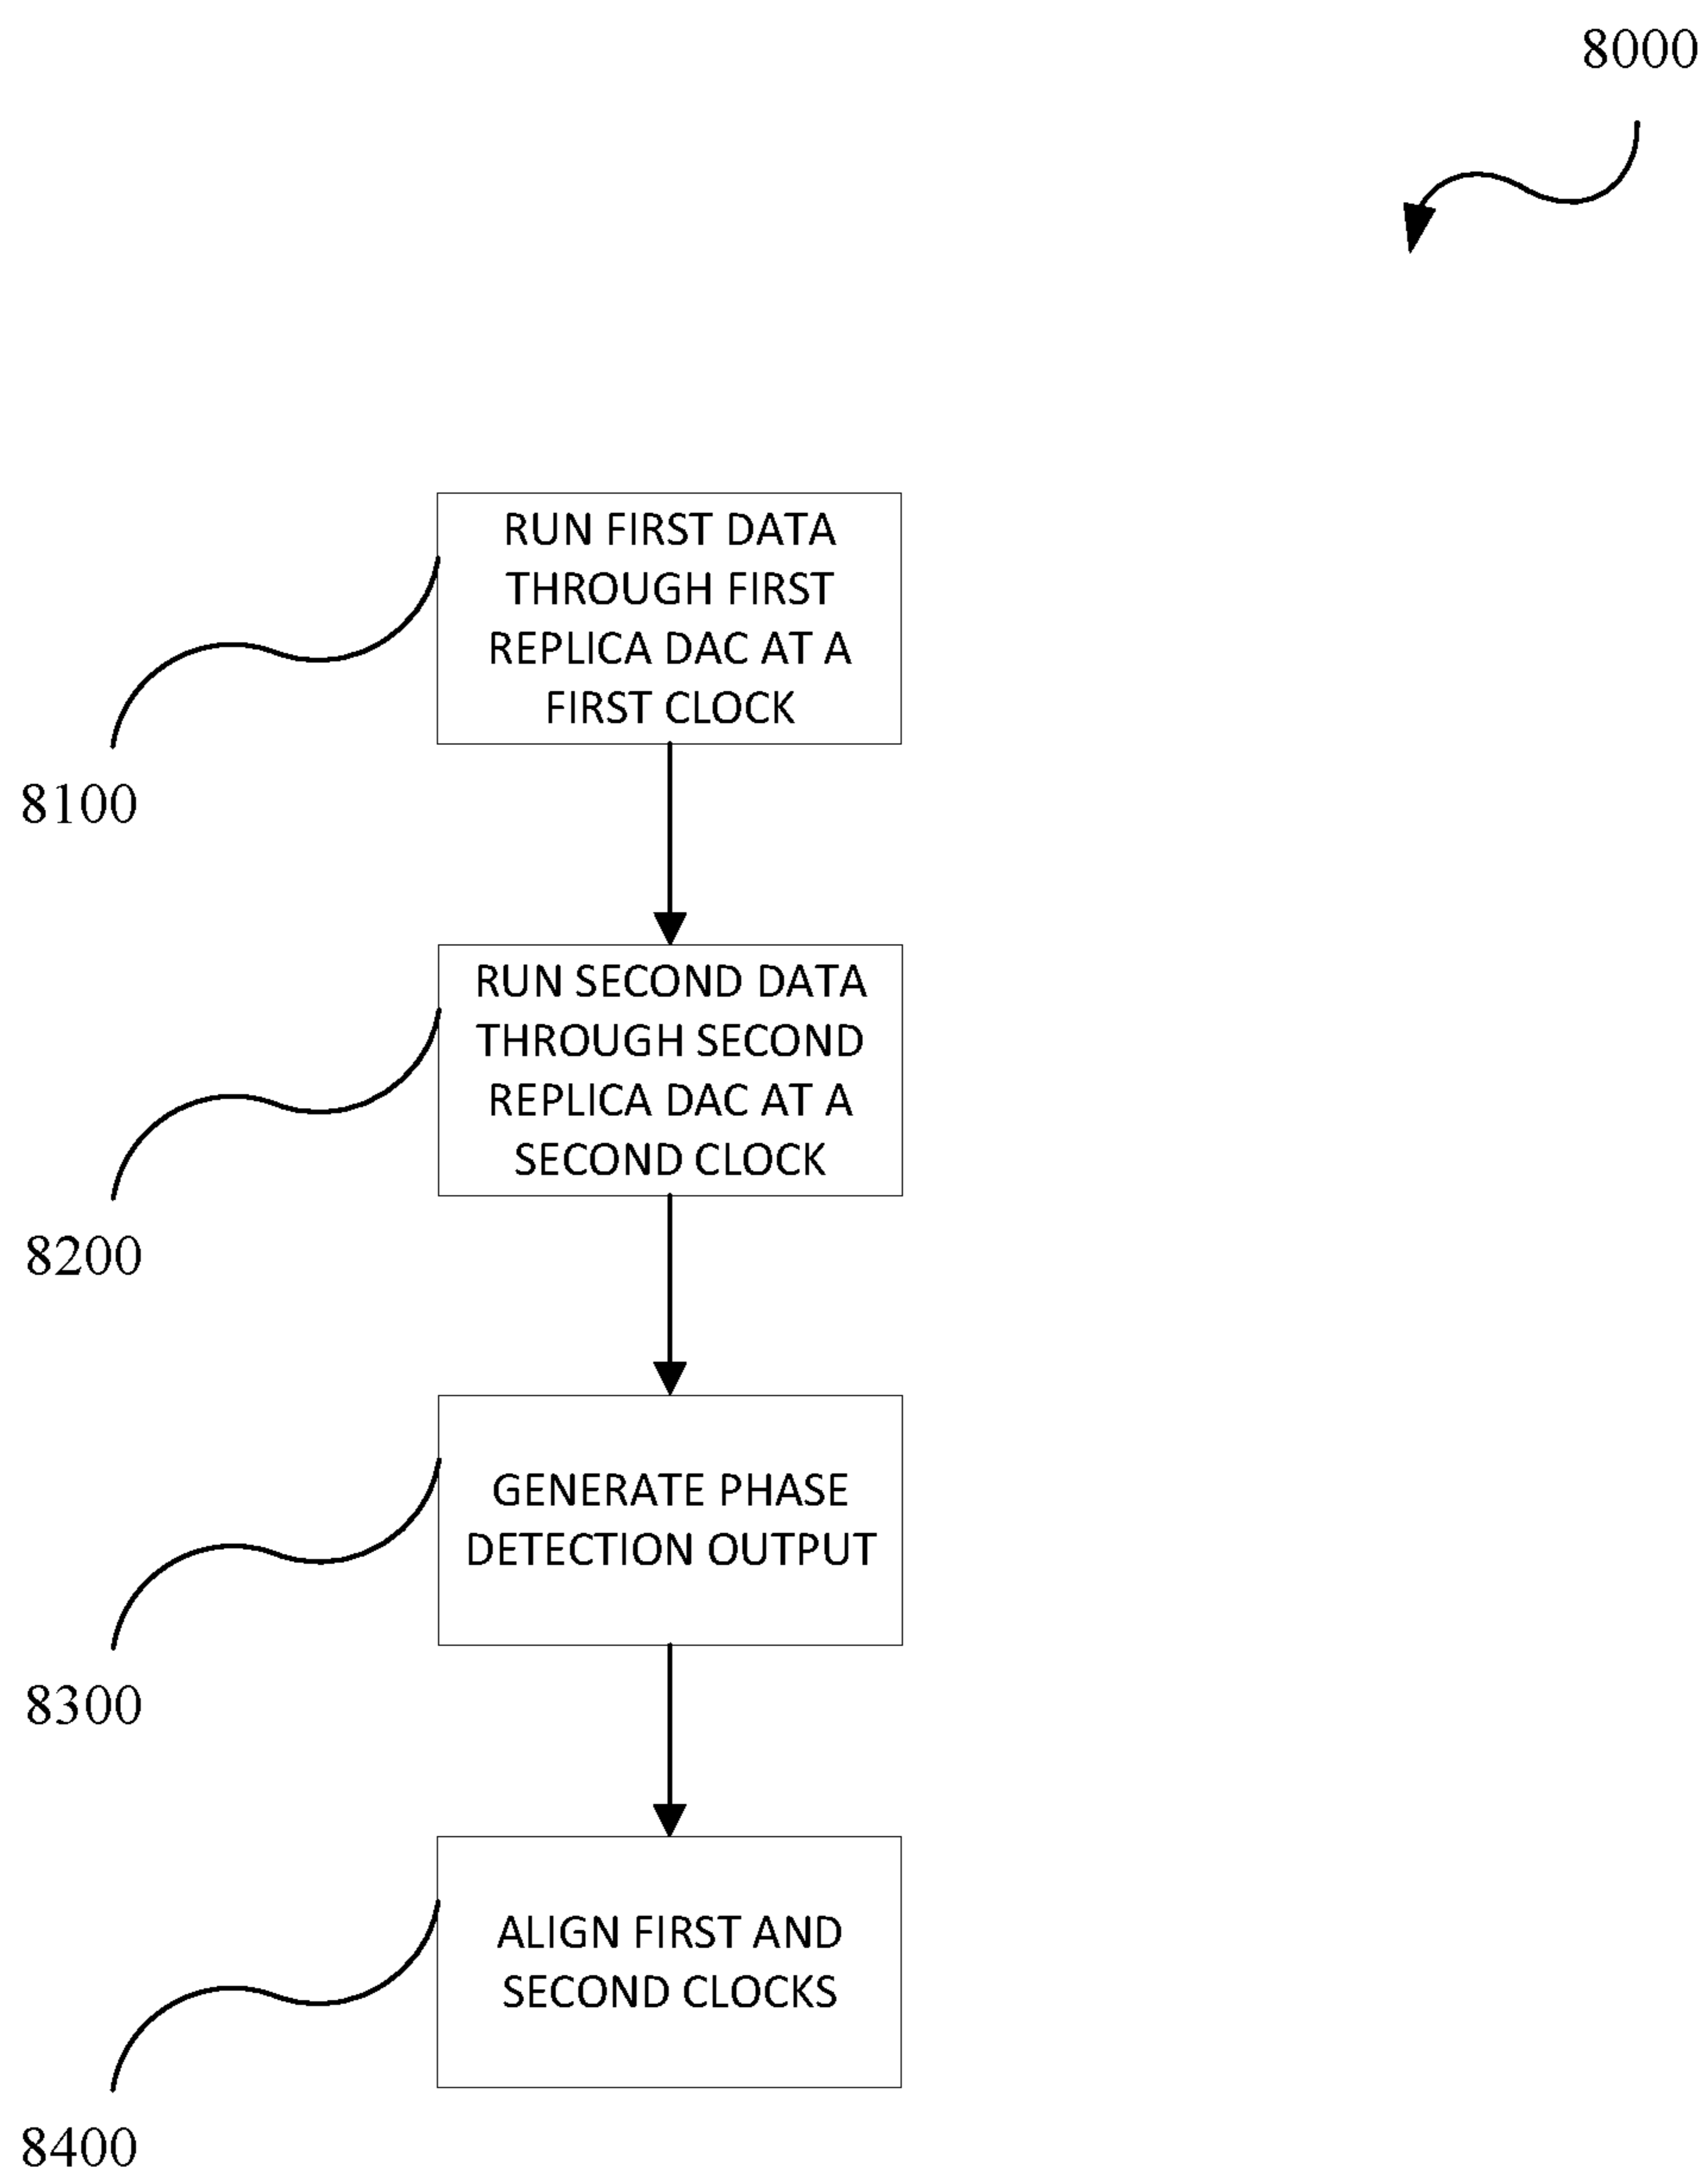 8000
RUN FIRST DATA
THROUGH FIRST
REPLICA DAC AT A
FIRST CLOCK
8100
RUN SECOND DATA
THROUGH SECOND
REPLICA DAC AT A
SECOND CLOCK
8200
GENERATE PHASE
DETECTION OUTPUT
8300
ALIGN FIRST AND
SECOND CLOCKS
8400